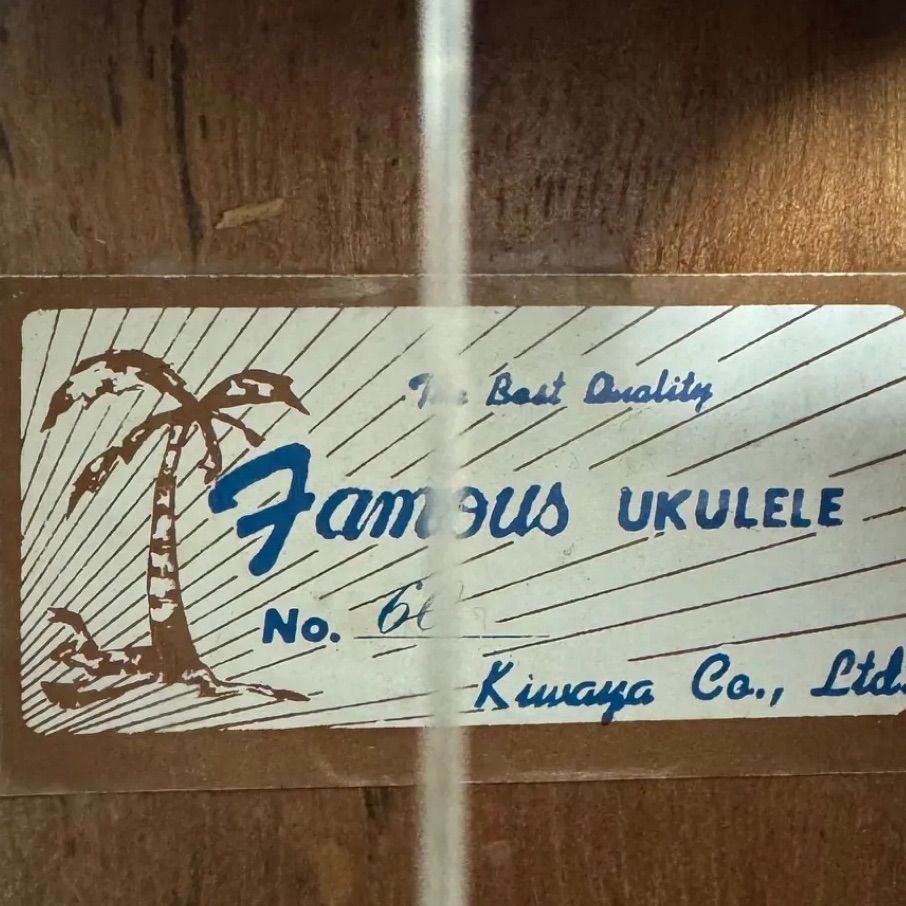 The Best Quality
Famous UKULELE
No.
Kiwaya Co., Ltd.